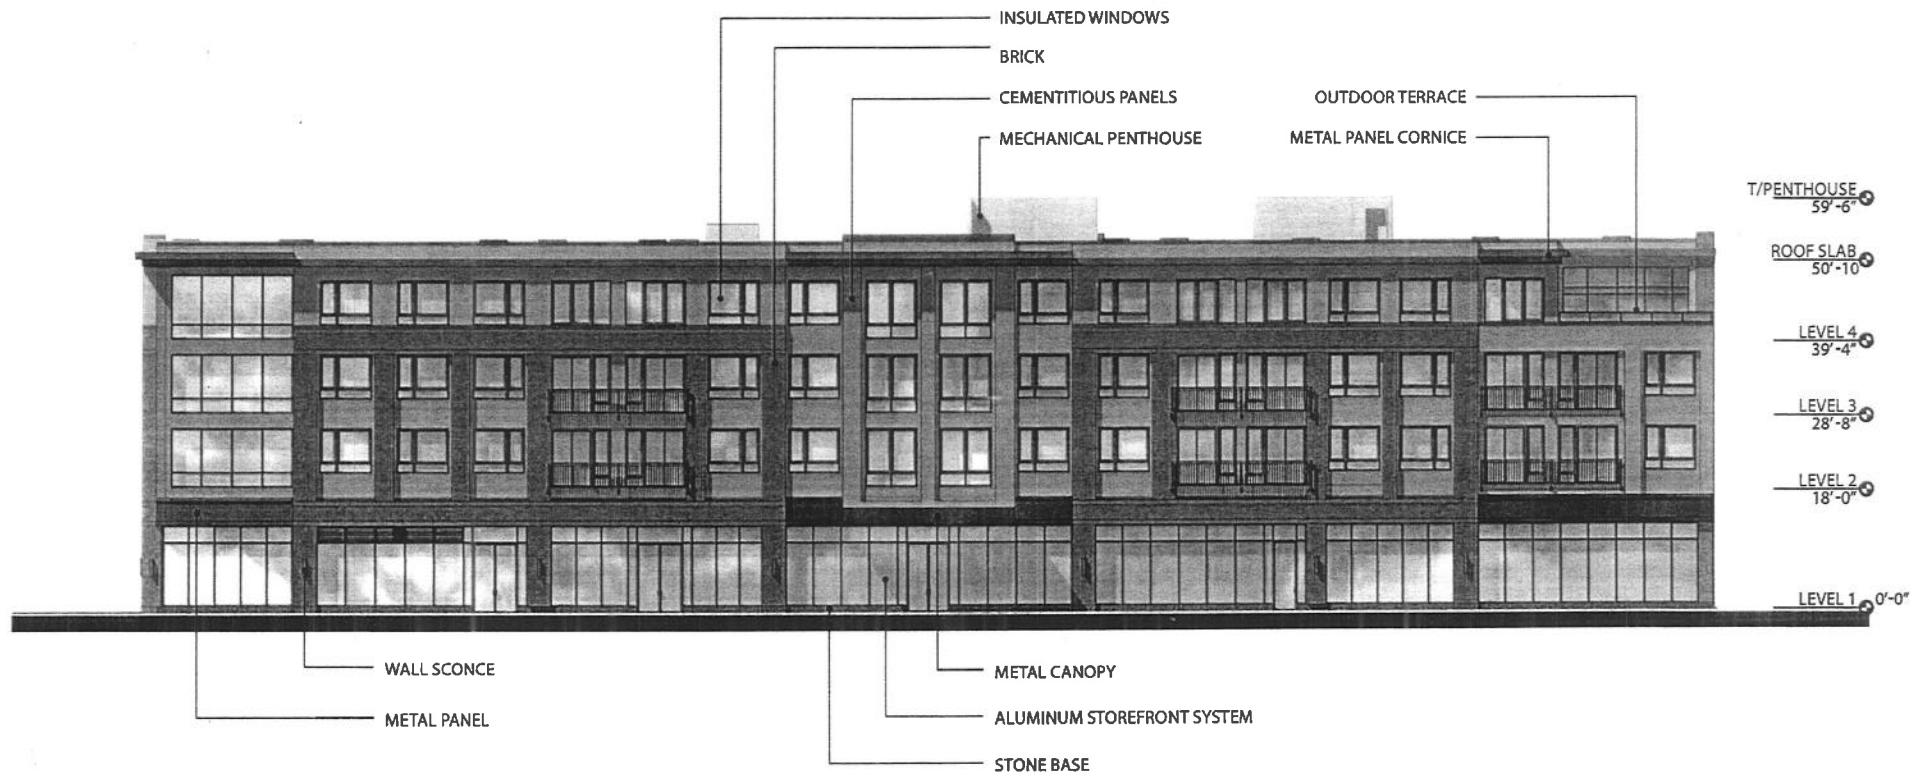 INSULATED WINDOWS
BRICK
CEMENTITIOUS PANELS
OUTDOOR TERRACE
MECHANICAL PENTHOUSE
METAL PANEL CORNICE
T/PENTHOUSE
59'-6"
ROOF SLAB
50'-10
LEVEL 4
39'-4"
LEVEL 3
28'-8"
LEVEL 2
18'-0"
LEVEL 1 0'-0"
WALL SCONCE
METAL CANOPY
METAL PANEL
ALUMINUM STOREFRONT SYSTEM
STONE BASE